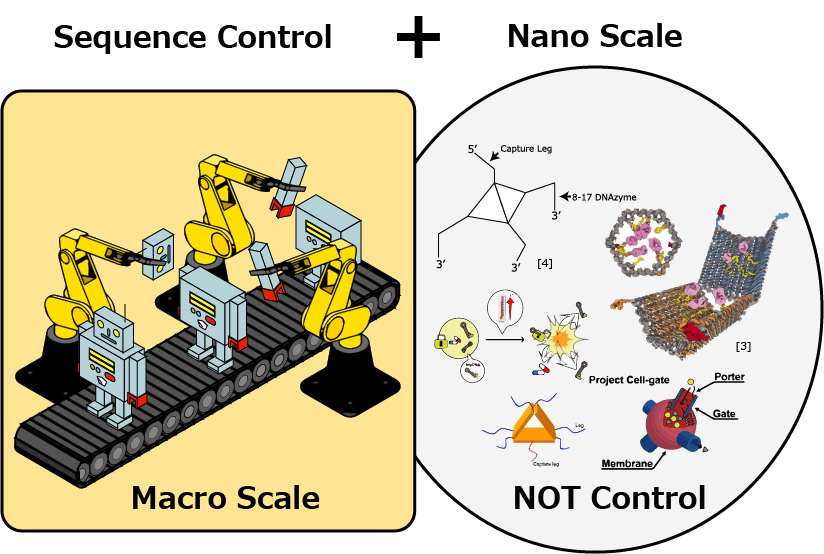 Sequence Control
+
Nano Scale
5′
Capture Leg
8-17 DNAzyme
3′
3′
3′
[4]
[3]
Project Cell-gate
Porter
Gate
Leg
Capture leg
Membrane
Macro Scale
NOT Control